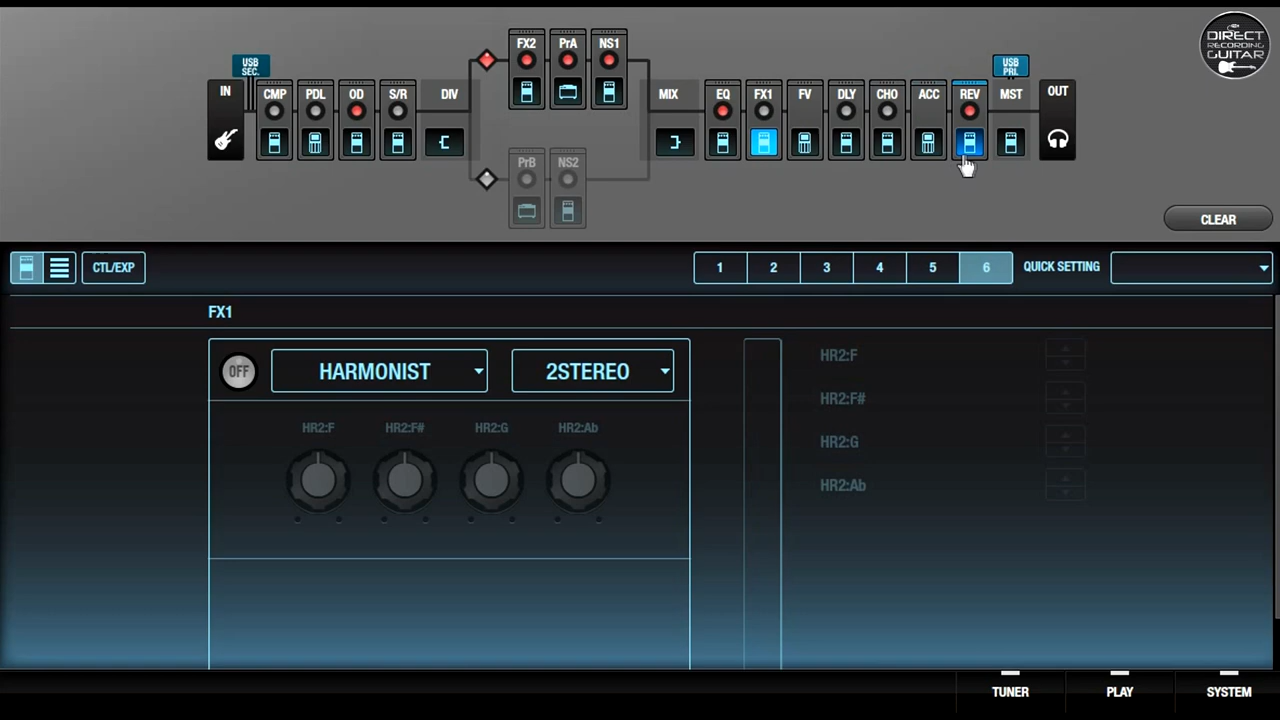 DIRECT
RECORDING
GUITAR
FX2 PrA NS1
USB
SEC.
USB
PRL
IN CMP PDL OD S/R DIV MIX EQ FX1 FV DLY CHO ACC REV MST OUT
PrB NS2
CLEAR
CTL/EXP 1 2 3 4 5 6 QUICK SETTING
FX1
OFF HARMONIST 2STEREO
HR2:F HR2:F# HR2:G HR2:Ab
HR2:F
HR2:F#
HR2:G
HR2:Ab
TUNER PLAY SYSTEM